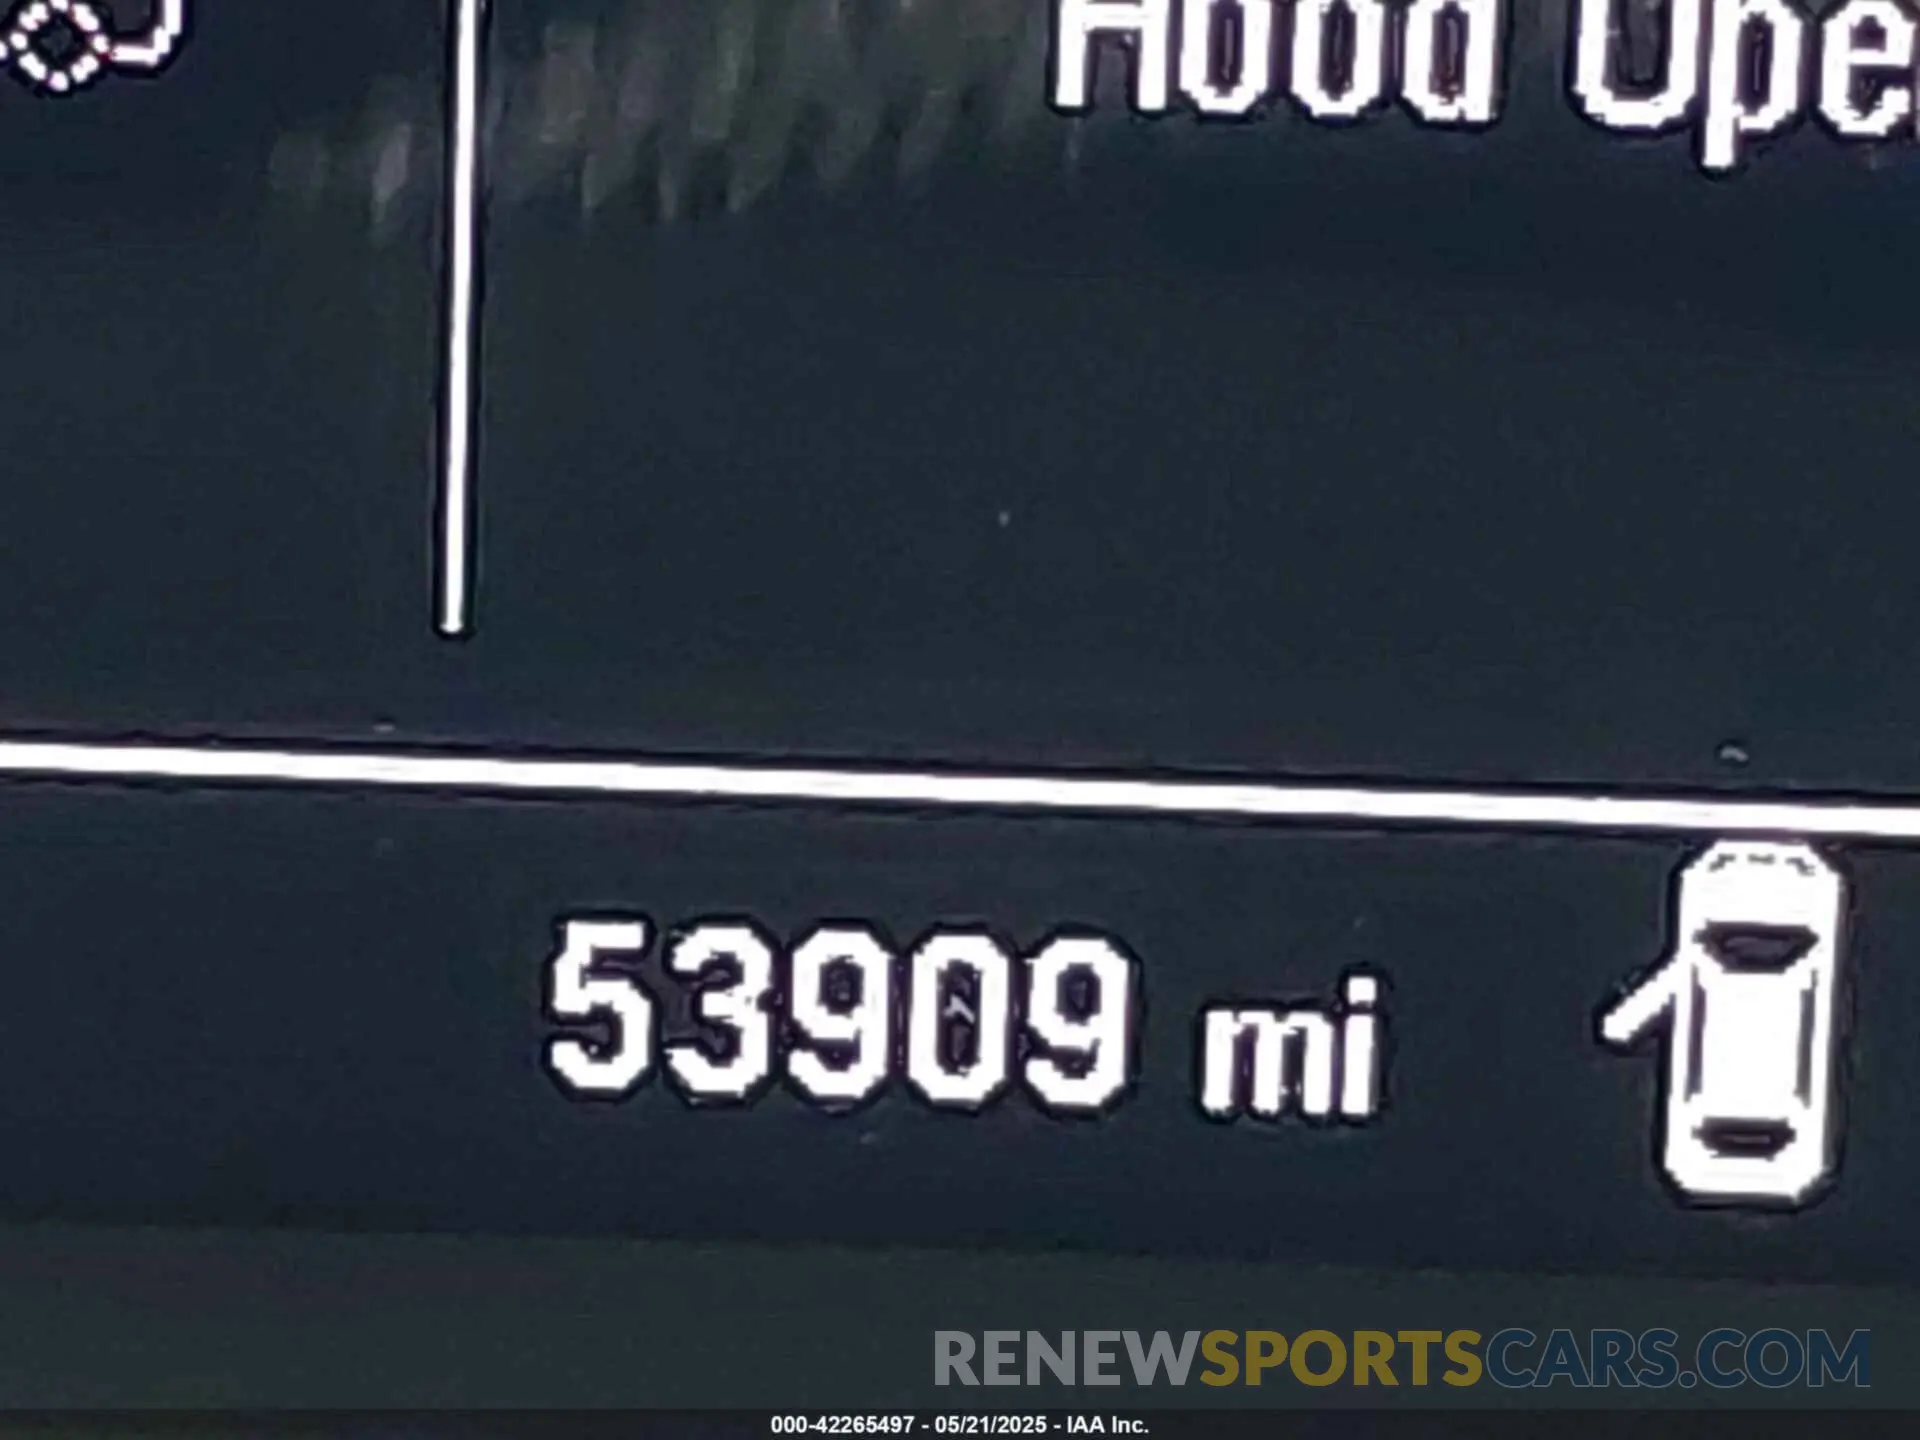 Hood Ope
53909 mi
RENEWSPORTSCARS.COM
000-42265497 - 05/21/2025 - IAA Inc.